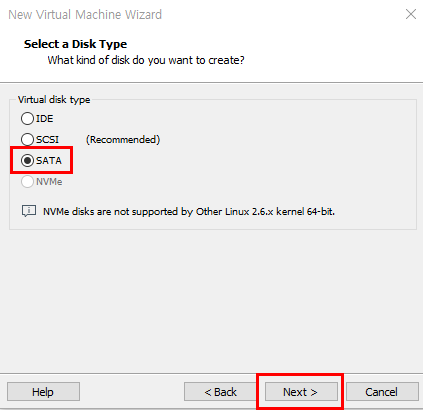 New Virtual Machine Wizard
Select a Disk Type
What kind of disk do you want to create?
Virtual disk type
IDE
SCSI (Recommended)
SATA
NVMe
NVMe disks are not supported by Other Linux 2.6.x kernel 64-bit.
Help < Back Next > Cancel